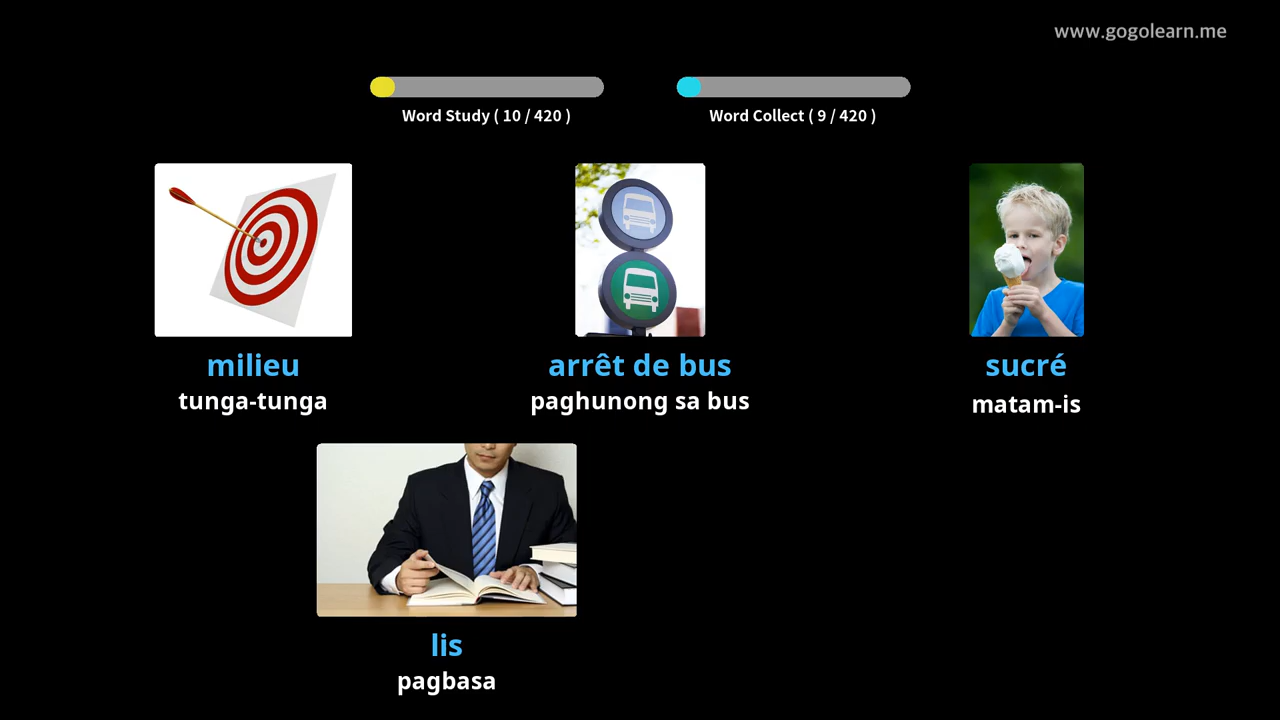 www.gogolearn.me
Word Study ( 10 / 420 )
Word Collect ( 9 / 420 )
milieu
tunga-tunga
arrêt de bus
paghunong sa bus
sucré
matam-is
lis
pagbasa